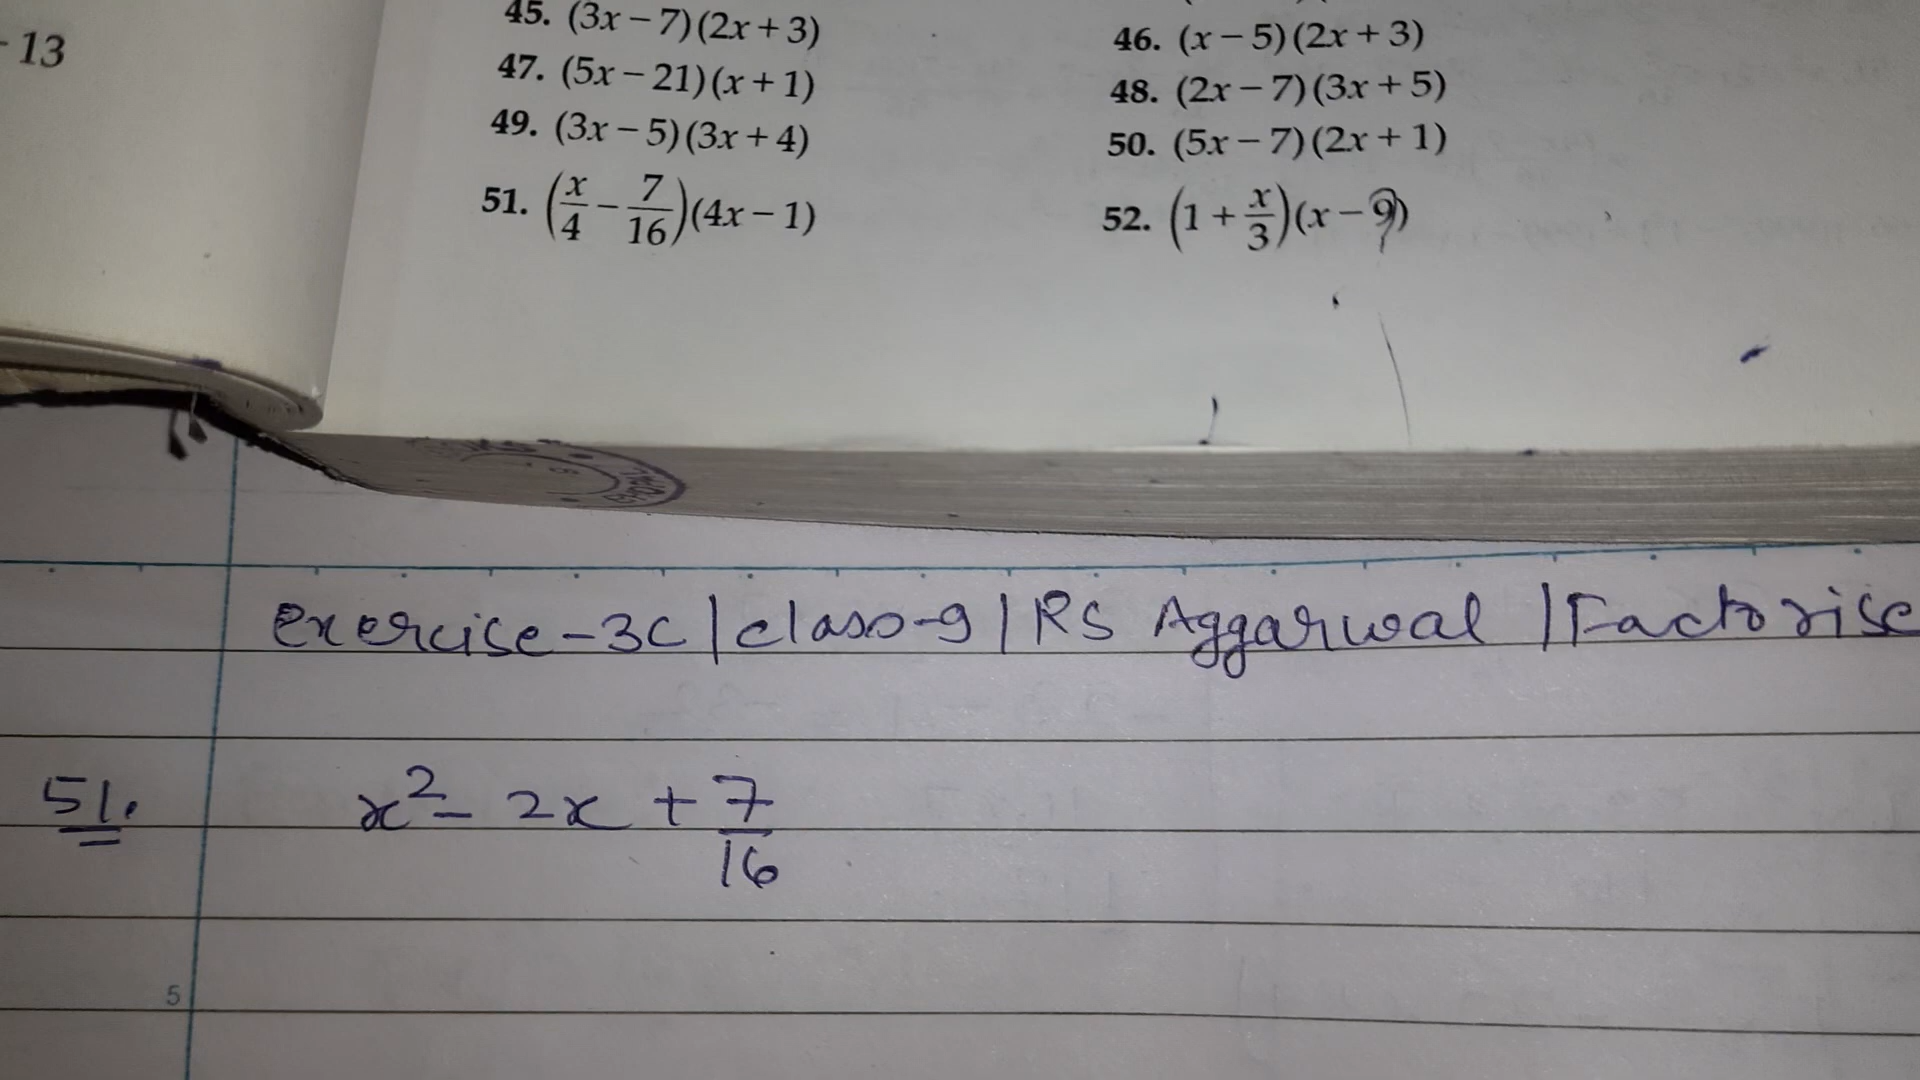 - 13
45. (3x − 7)(2x + 3)
46. (x − 5)(2x + 3)
47. (5x − 21)(x + 1)
48. (2x − 7)(3x + 5)
49. (3x − 5)(3x + 4)
50. (5x − 7)(2x + 1)
51. (x/4 − 7/16)(4x − 1)
52. (1 + x/3)(x − 9)
exercise-3C | class-9 | RS Aggarwal | Factorise
51. x² − 2x + 7/16
5